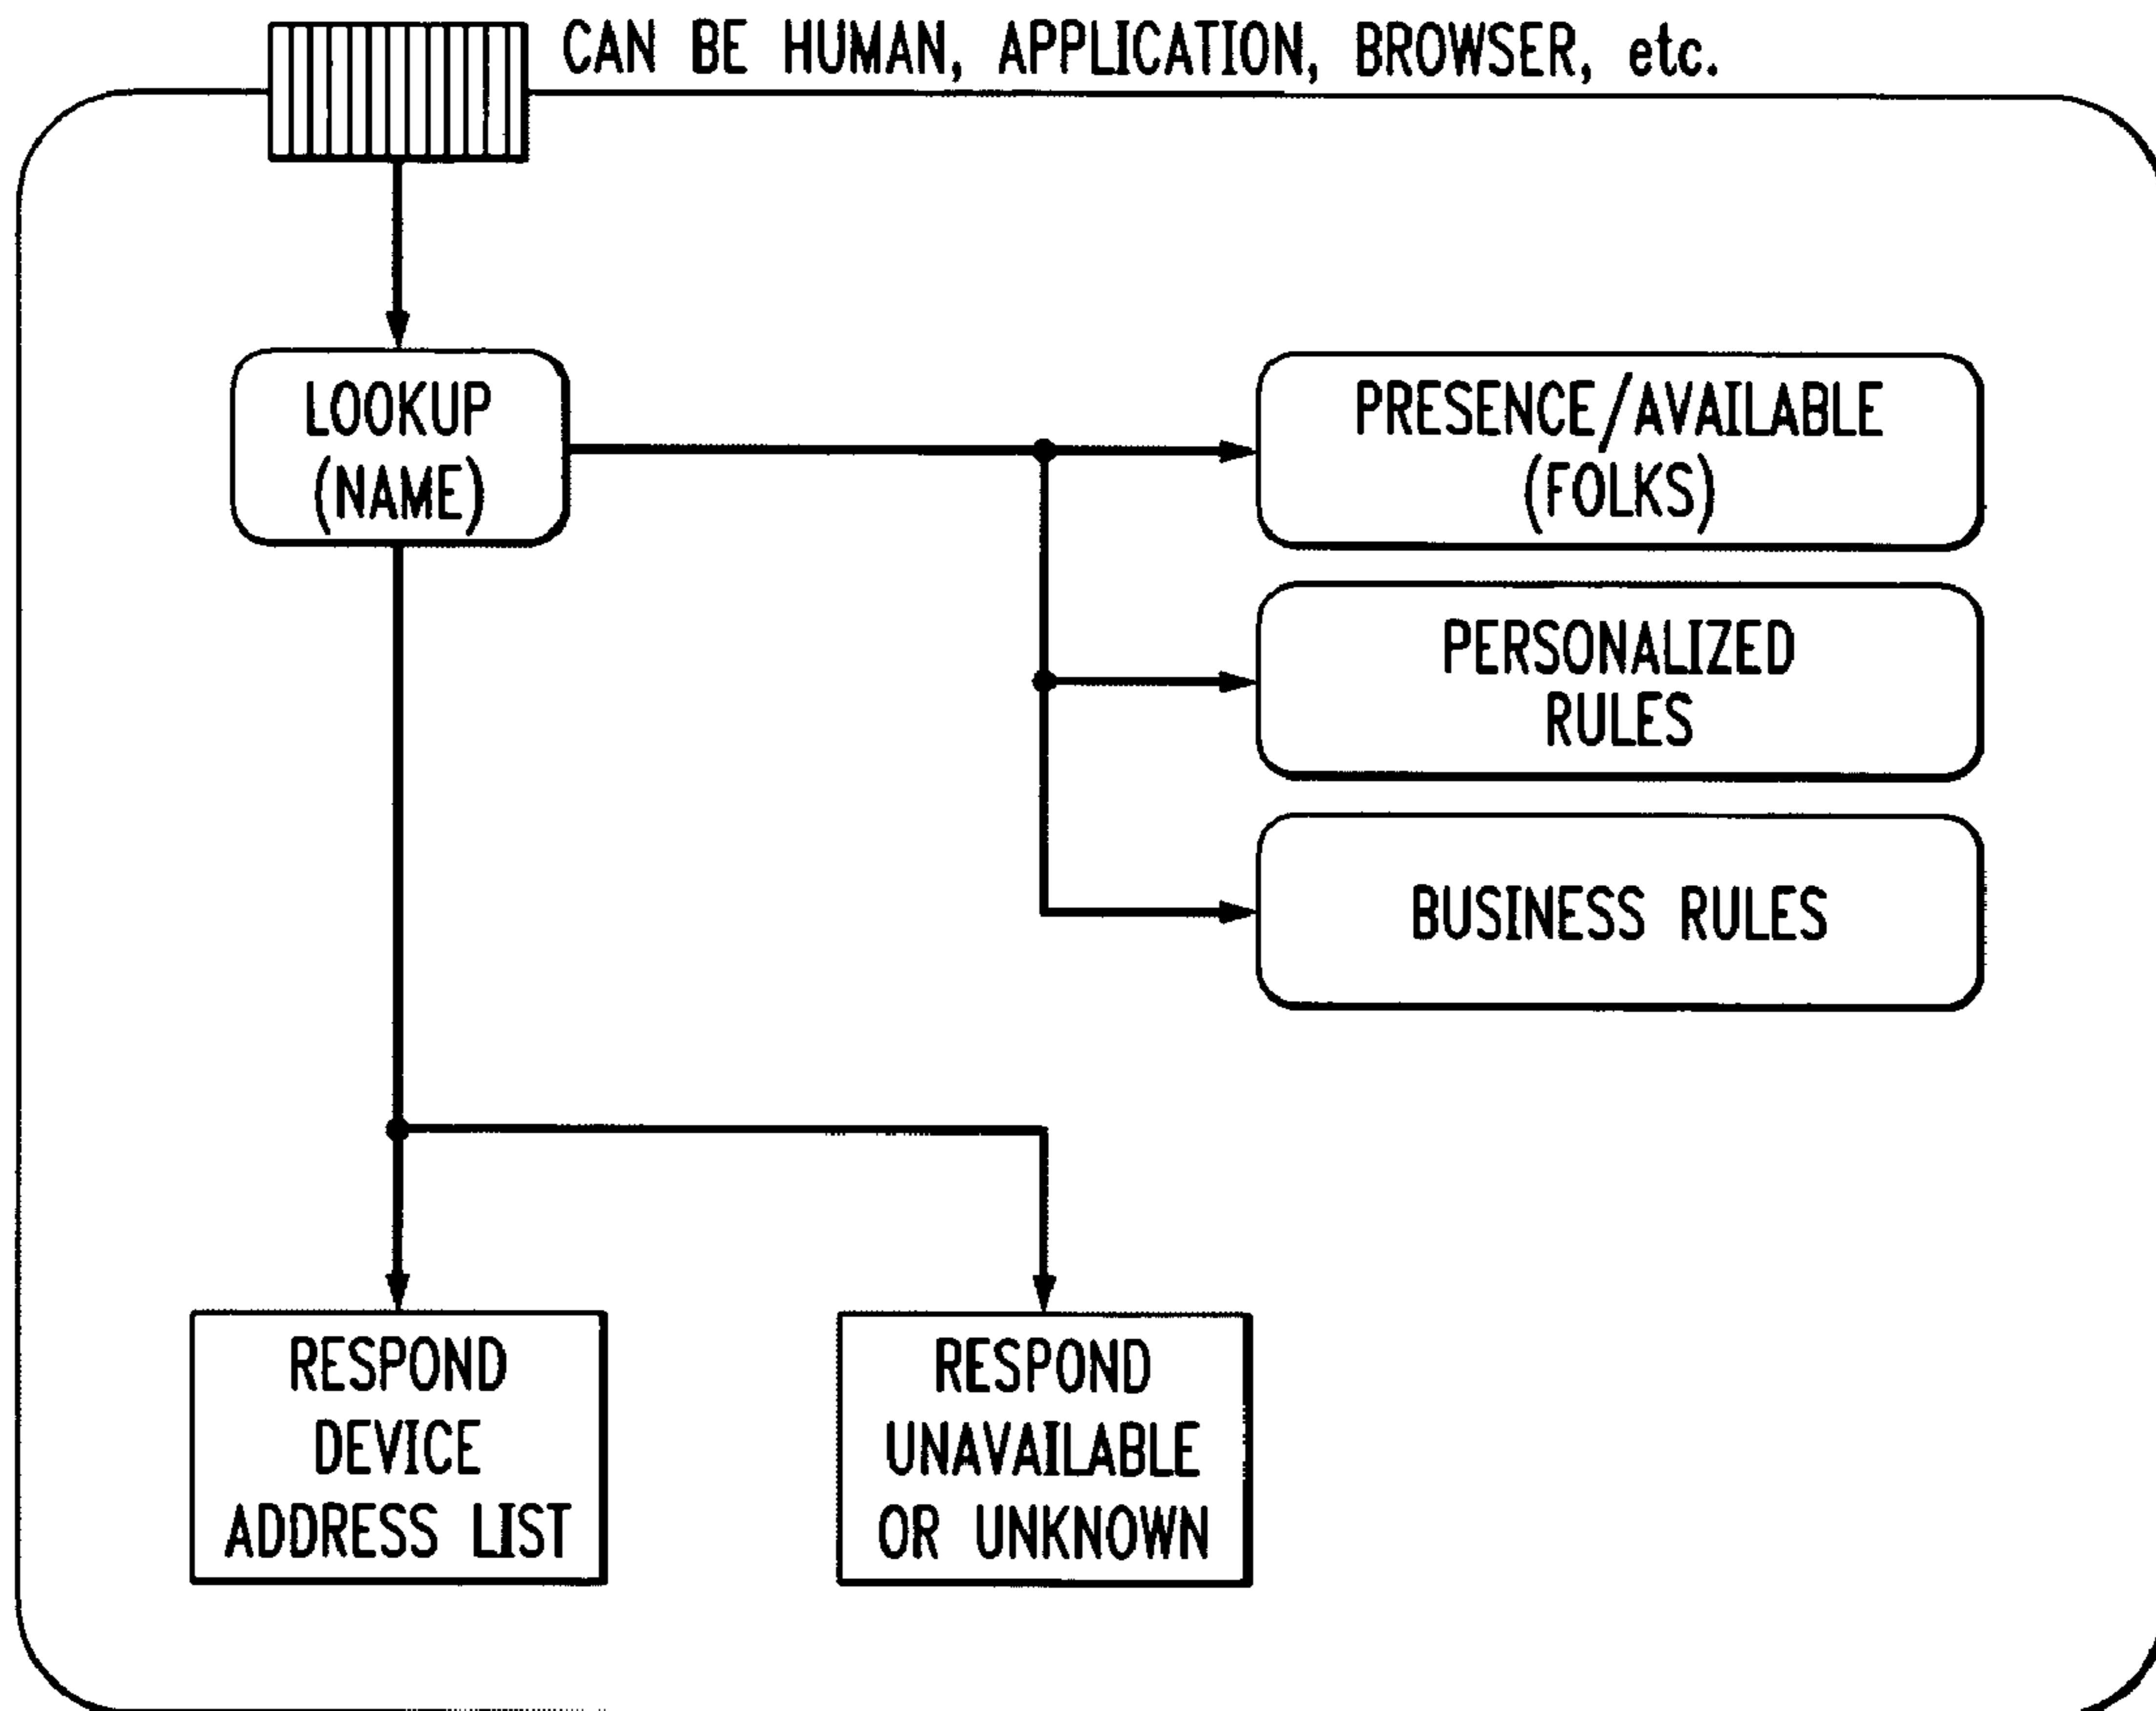 CAN BE HUMAN, APPLICATION, BROWSER, etc.
LOOKUP
(NAME)
PRESENCE/AVAILABLE
(FOLKS)
PERSONALIZED
RULES
BUSINESS RULES
RESPOND
DEVICE
ADDRESS LIST
RESPOND
UNAVAILABLE
OR UNKNOWN